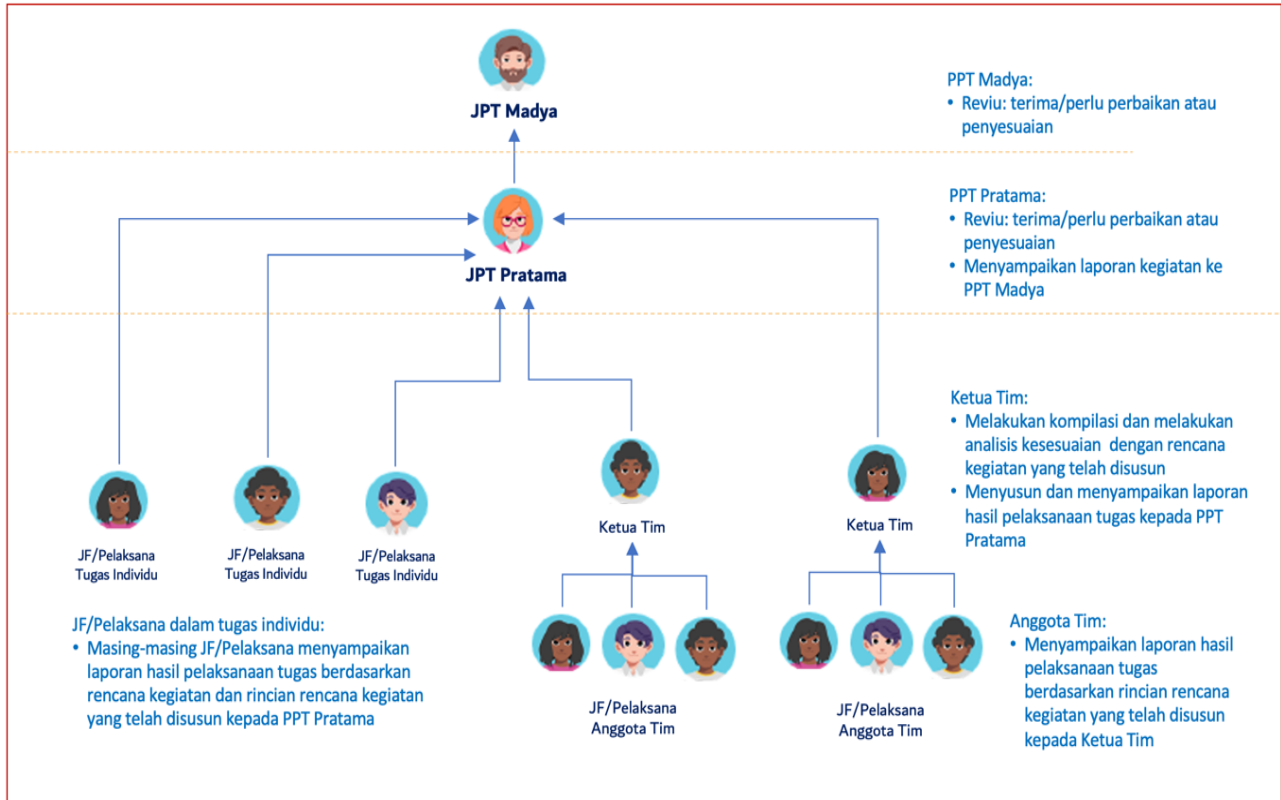 JPT Madya
PPT Madya:
• Reviu: terima/perlu perbaikan atau
penyesuaian
JPT Pratama
PPT Pratama:
• Reviu: terima/perlu perbaikan atau
penyesuaian
• Menyampaikan laporan kegiatan ke
PPT Madya
JF/Pelaksana
Tugas Individu
JF/Pelaksana
Tugas Individu
JF/Pelaksana
Tugas Individu
Ketua Tim
Ketua Tim
Ketua Tim:
• Melakukan kompilasi dan melakukan
analisis kesesuaian dengan rencana
kegiatan yang telah disusun
• Menyusun dan menyampaikan laporan
hasil pelaksanaan tugas kepada PPT
Pratama
JF/Pelaksana dalam tugas individu:
• Masing-masing JF/Pelaksana menyampaikan
laporan hasil pelaksanaan tugas berdasarkan
rencana kegiatan dan rincian rencana kegiatan
yang telah disusun kepada PPT Pratama
JF/Pelaksana
Anggota Tim
JF/Pelaksana
Anggota Tim
Anggota Tim:
• Menyampaikan laporan hasil
pelaksanaan tugas
berdasarkan rincian rencana
kegiatan yang telah disusun
kepada Ketua Tim